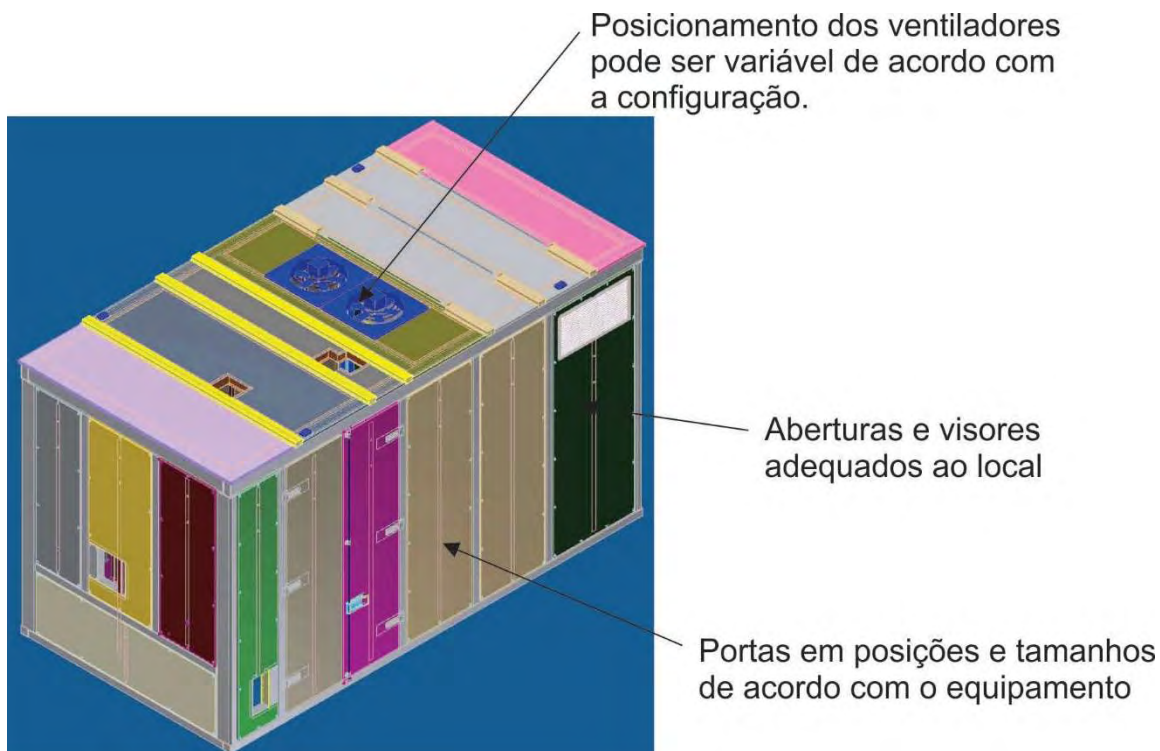 Posicionamento dos ventiladores
pode ser variável de acordo com
a configuração.
Aberturas e visores
adequados ao local
Portas em posições e tamanhos
de acordo com o equipamento